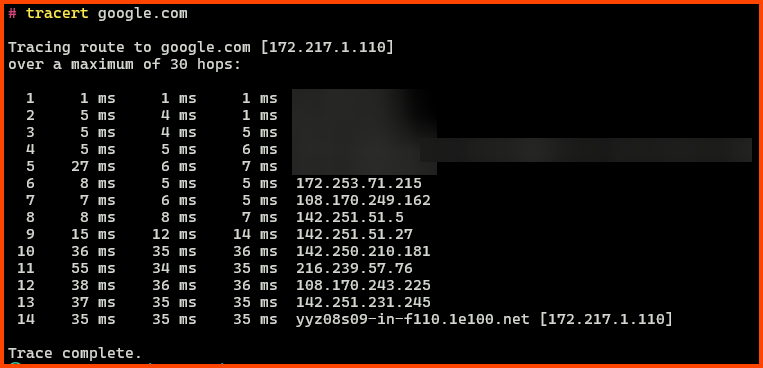 # tracert google.com
Tracing route to google.com [172.217.1.110]
over a maximum of 30 hops:
1 1 ms 1 ms 1 ms
2 5 ms 4 ms 1 ms
3 5 ms 4 ms 5 ms
4 5 ms 5 ms 6 ms
5 27 ms 6 ms 7 ms
6 8 ms 5 ms 5 ms 172.253.71.215
7 7 ms 6 ms 5 ms 108.170.249.162
8 8 ms 8 ms 7 ms 142.251.51.5
9 15 ms 12 ms 14 ms 142.251.51.27
10 36 ms 35 ms 36 ms 142.250.210.181
11 55 ms 34 ms 35 ms 216.239.57.76
12 38 ms 36 ms 36 ms 108.170.243.225
13 37 ms 35 ms 35 ms 142.251.231.245
14 35 ms 35 ms 35 ms yyz08s09-in-f110.1e100.net [172.217.1.110]
Trace complete.